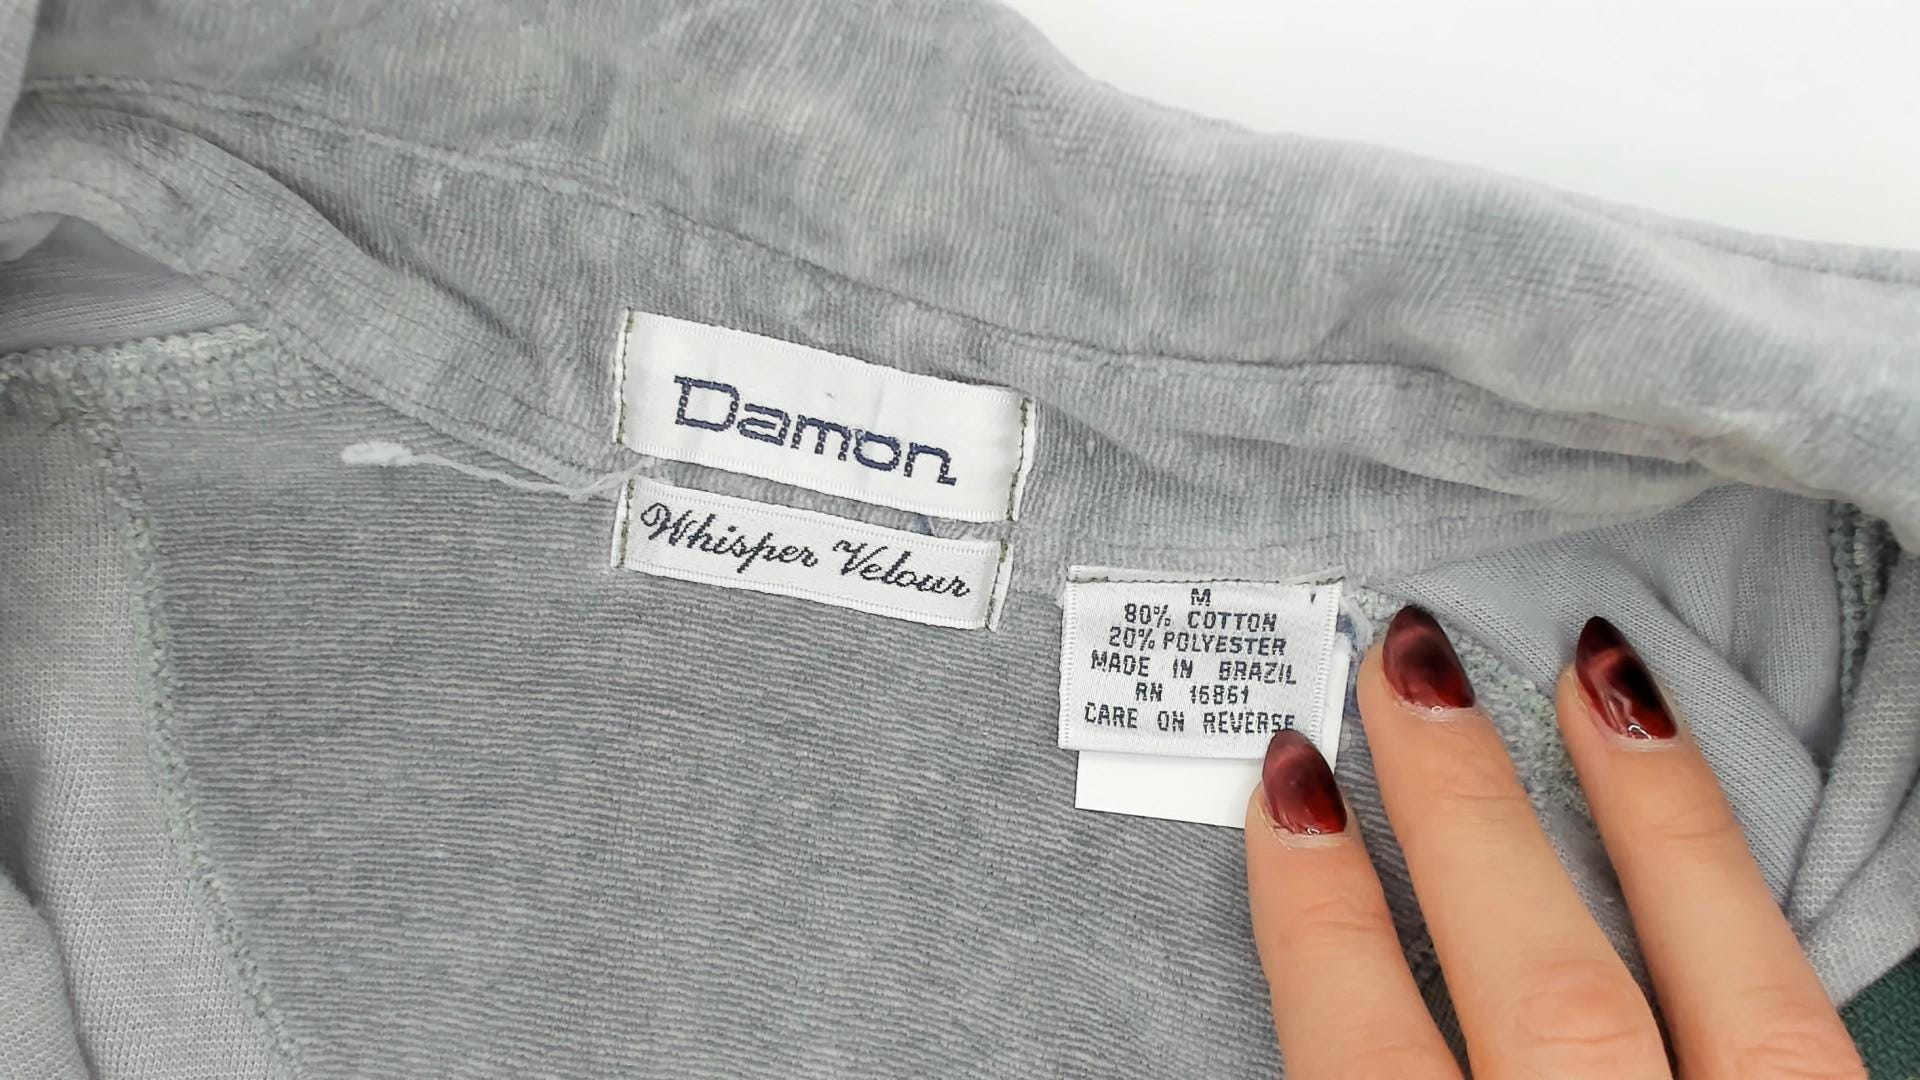 Damon
Whisper Velour
M
80% COTTON
20% POLYESTER
MADE IN BRAZIL
RN 16861
CARE ON REVERSE